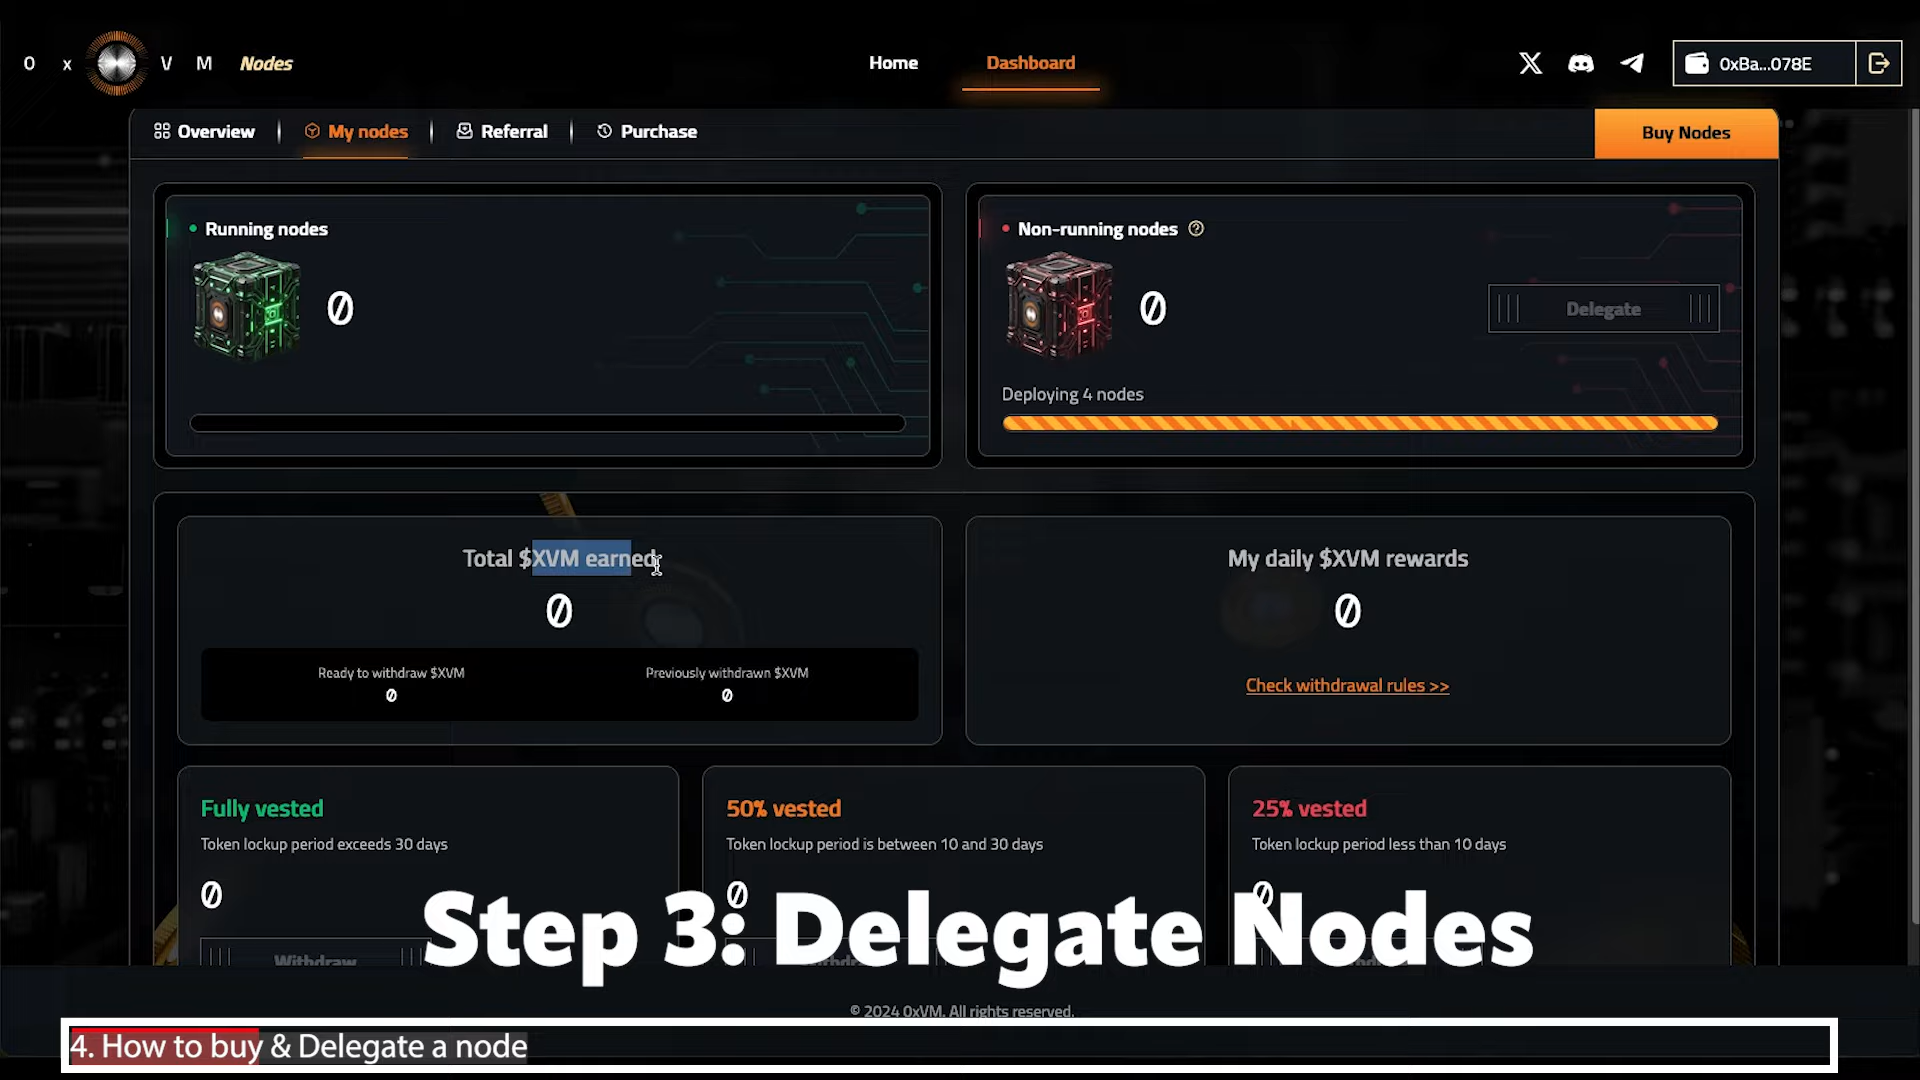 0 x V M Nodes
Home
Dashboard
0xBa...078E
Overview
My nodes
Referral
Purchase
Buy Nodes
Running nodes
0
Non-running nodes
0
Delegate
Deploying 4 nodes
Total $XVM earned
0
Ready to withdraw $XVM
0
Previously withdrawn $XVM
0
My daily $XVM rewards
0
Check withdrawal rules >>
Fully vested
Token lockup period exceeds 30 days
0
Withdraw
50% vested
Token lockup period is between 10 and 30 days
0
25% vested
Token lockup period less than 10 days
0
Step 3: Delegate Nodes
© 2024 0xVM. All rights reserved.
4. How to buy & Delegate a node